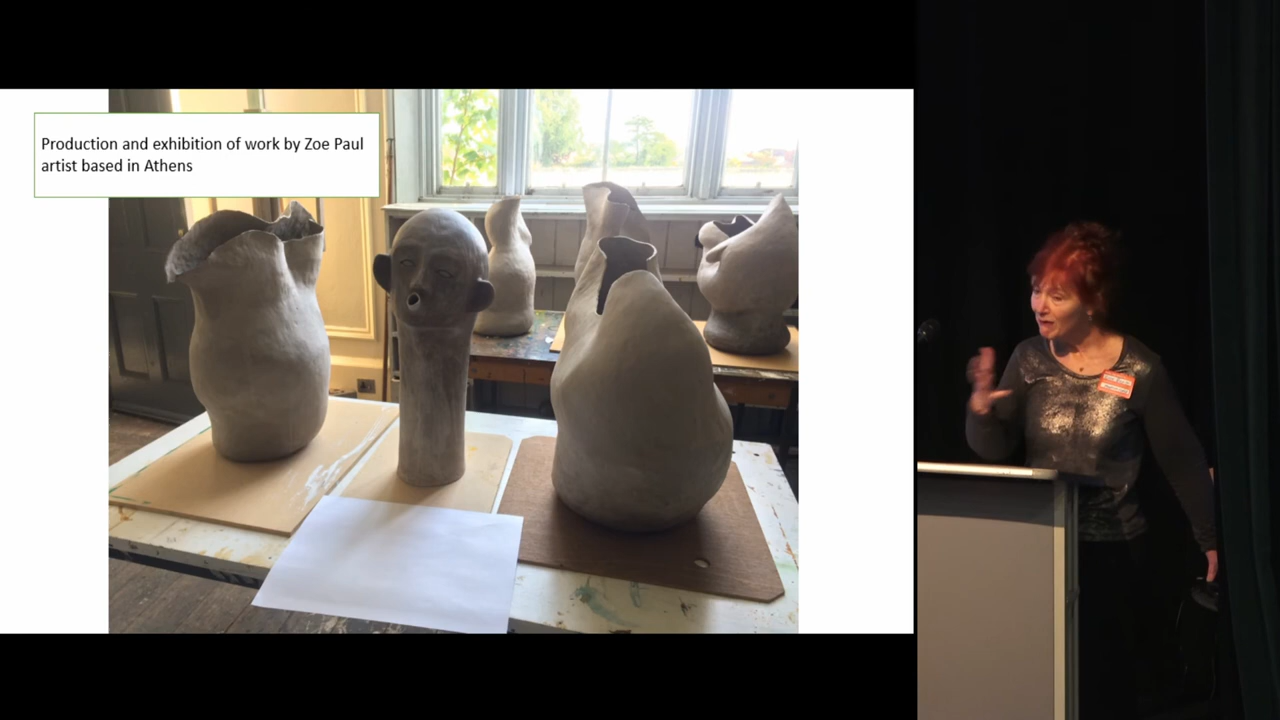 Production and exhibition of work by Zoe Paul
artist based in Athens